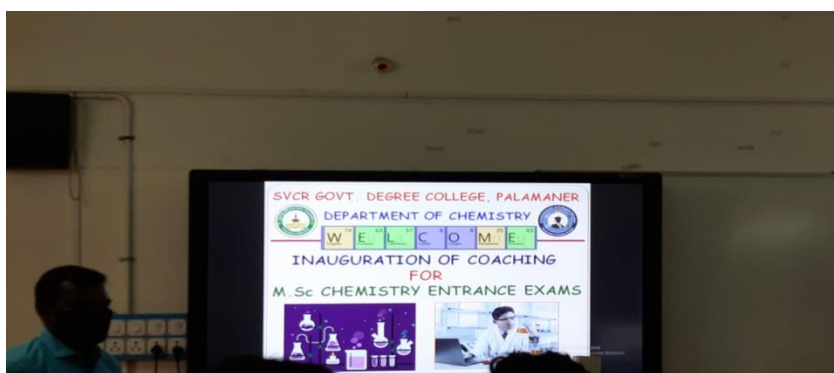 SVCR GOVT. DEGREE COLLEGE, PALAMANER
DEPARTMENT OF CHEMISTRY
W E L C O M E
INAUGURATION OF COACHING
FOR
M.Sc CHEMISTRY ENTRANCE EXAMS